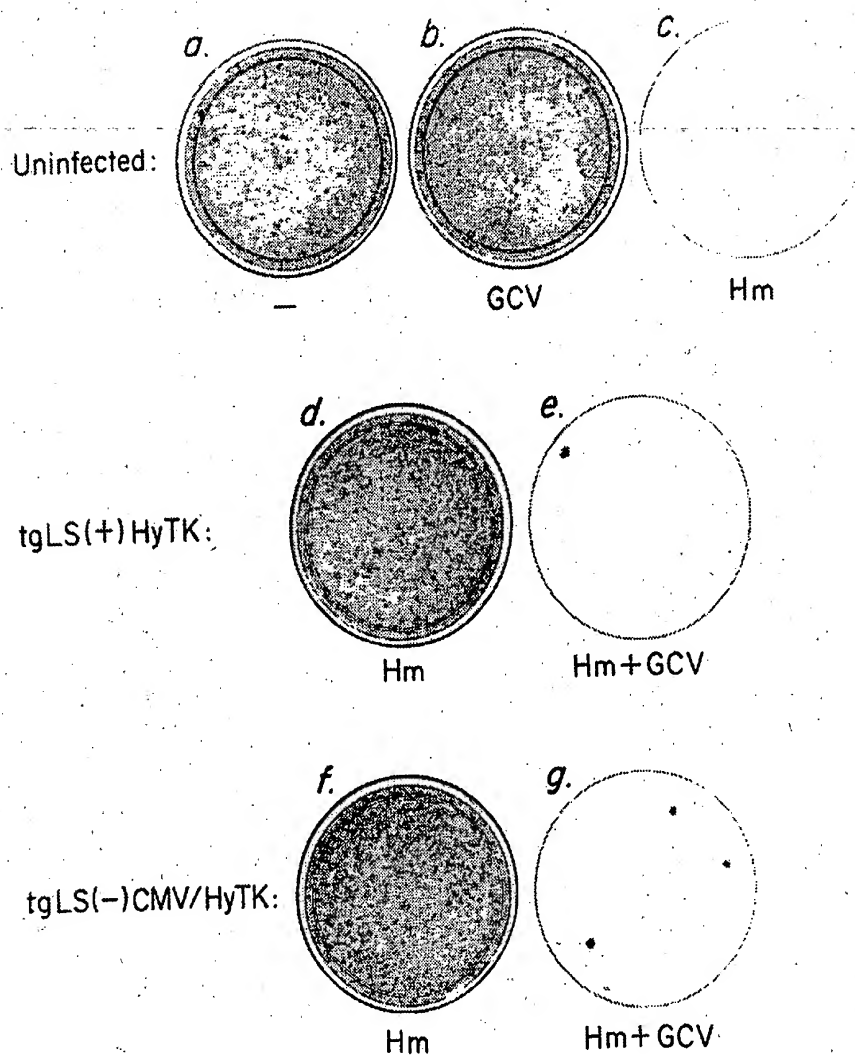 a. b. c.
Uninfected:
— GCV Hm
d. e.
tgLS(+)HyTK:
Hm Hm+GCV
f. g.
tgLS(-)CMV/HyTK:
Hm Hm+GCV